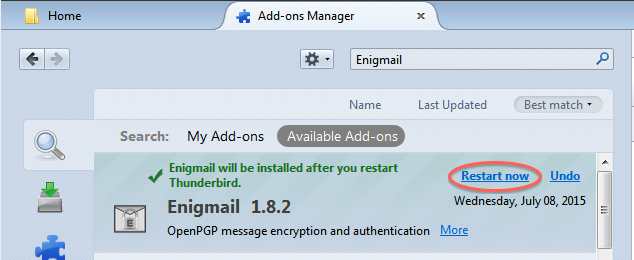 Home
Add-ons Manager
Enigmail
Name Last Updated Best match
Search: My Add-ons Available Add-ons
Enigmail will be installed after you restart
Thunderbird.
Restart now Undo
Enigmail 1.8.2
Wednesday, July 08, 2015
OpenPGP message encryption and authentication More